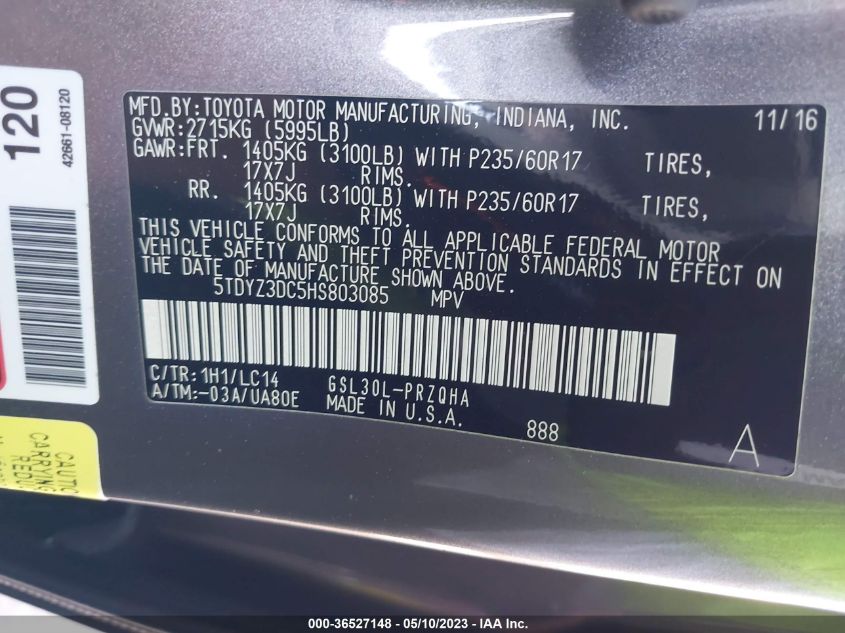 120
42661-08120
MFD.BY:TOYOTA MOTOR MANUFACTURING, INDIANA, INC. 11/16
GVWR:2715KG (5995LB)
GAWR:FRT. 1405KG (3100LB) WITH P235/60R17 TIRES,
17X7J RIMS.
RR. 1405KG (3100LB) WITH P235/60R17 TIRES,
17X7J RIMS.
THIS VEHICLE CONFORMS TO ALL APPLICABLE FEDERAL MOTOR
VEHICLE SAFETY AND THEFT PREVENTION STANDARDS IN EFFECT ON
THE DATE OF MANUFACTURE SHOWN ABOVE.
5TDYZ3DC5HS803085 MPV
C/TR:1H1/LC14 GSL30L-PRZQHA
A/TM:-03A/UA80E MADE IN U.S.A.
888 A
CAUTIO
CARRYING
REDU
000-36527148 - 05/10/2023 - IAA Inc.